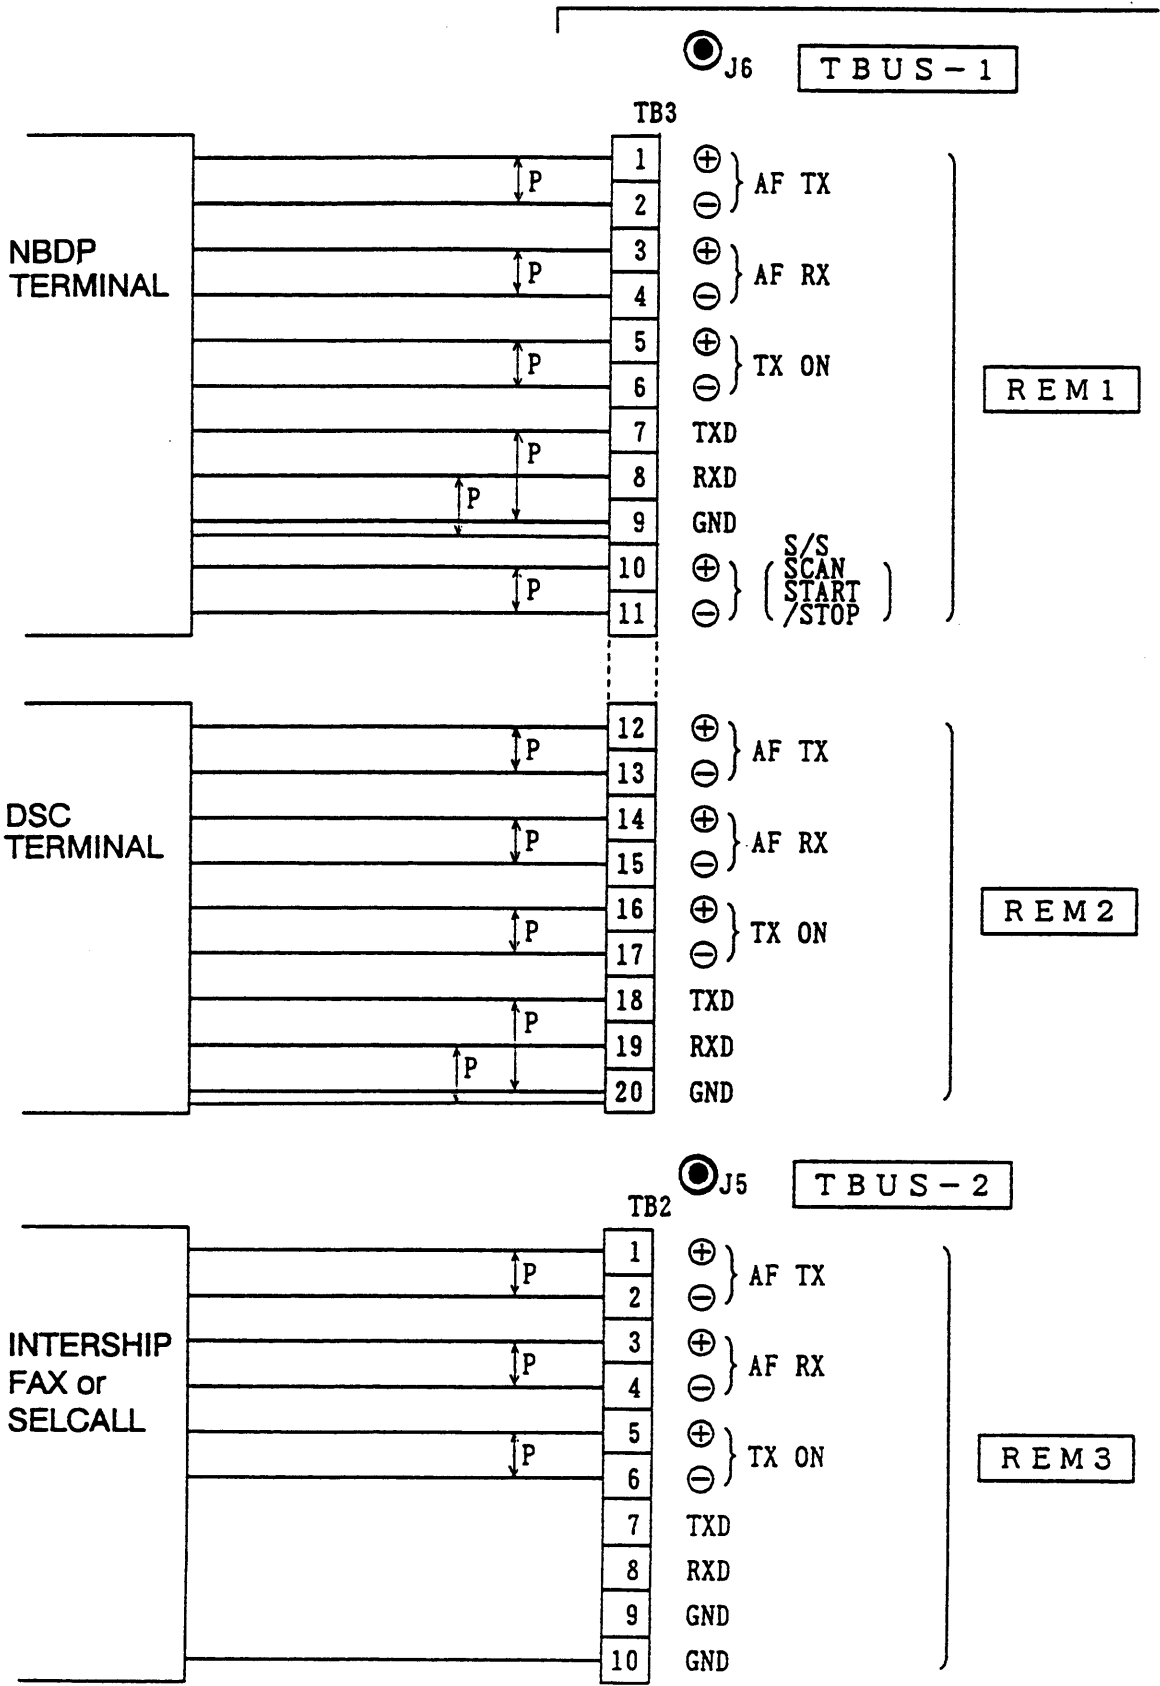 J6 TBUS-1
TB3
NBDP
TERMINAL
P
1 ⊕
2 ⊖
AF TX
P
3 ⊕
4 ⊖
AF RX
P
5 ⊕
6 ⊖
TX ON
REM1
P
7 TXD
P
8 RXD
9 GND
P
10 ⊕
11 ⊖
( S/S
SCAN
START
/STOP )
DSC
TERMINAL
P
12 ⊕
13 ⊖
AF TX
P
14 ⊕
15 ⊖
AF RX
P
16 ⊕
17 ⊖
TX ON
REM2
P
18 TXD
P
19 RXD
20 GND
J5 TBUS-2
TB2
INTERSHIP
FAX or
SELCALL
P
1 ⊕
2 ⊖
AF TX
P
3 ⊕
4 ⊖
AF RX
P
5 ⊕
6 ⊖
TX ON
REM3
7 TXD
8 RXD
9 GND
10 GND